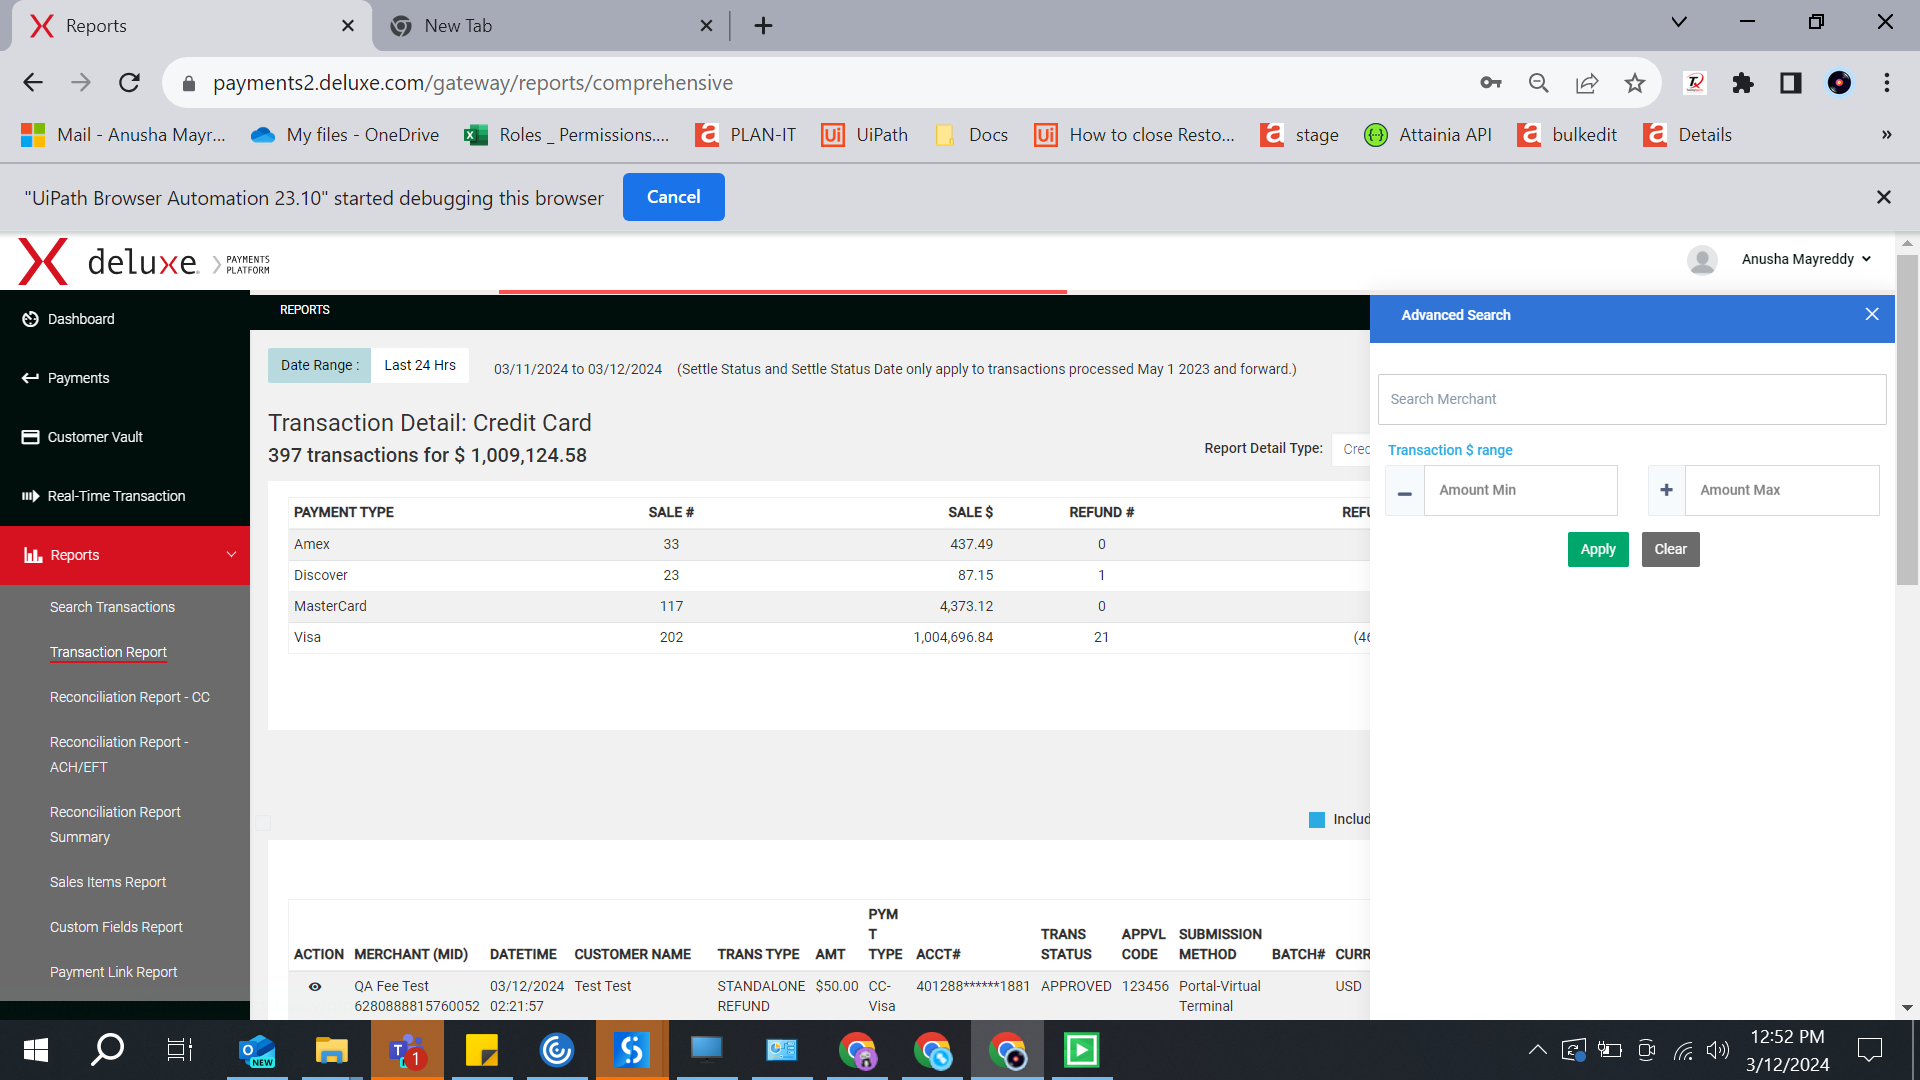 Reports
New Tab
payments2.deluxe.com/gateway/reports/comprehensive
Mail - Anusha Mayr...
My files - OneDrive
Roles _ Permissions....
PLAN-IT
UiPath
Docs
How to close Resto...
stage
Attainia API
bulkedit
Details
»
"UiPath Browser Automation 23.10" started debugging this browser
Cancel
deluxe. PAYMENTS PLATFORM
Anusha Mayreddy
Dashboard
Payments
Customer Vault
Real-Time Transaction
Reports
Search Transactions
Transaction Report
Reconciliation Report - CC
Reconciliation Report -
ACH/EFT
Reconciliation Report
Summary
Sales Items Report
Custom Fields Report
Payment Link Report
REPORTS
Date Range : Last 24 Hrs 03/11/2024 to 03/12/2024 (Settle Status and Settle Status Date only apply to transactions processed May 1 2023 and forward.)
Transaction Detail: Credit Card
397 transactions for $ 1,009,124.58
Report Detail Type: Cred
PAYMENT TYPE SALE # SALE $ REFUND # REFU
Amex 33 437.49 0
Discover 23 87.15 1
MasterCard 117 4,373.12 0
Visa 202 1,004,696.84 21 (46
Includ
ACTION MERCHANT (MID) DATETIME CUSTOMER NAME TRANS TYPE AMT PYM T TYPE ACCT# TRANS STATUS APPVL CODE SUBMISSION METHOD BATCH# CURR
QA Fee Test 03/12/2024 Test Test STANDALONE $50.00 CC- 401288******1881 APPROVED 123456 Portal-Virtual USD
6280888815760052 02:21:57 REFUND Visa Terminal
Advanced Search
Search Merchant
Transaction $ range
Amount Min
Amount Max
Apply
Clear
NEW
1
12:52 PM
3/12/2024